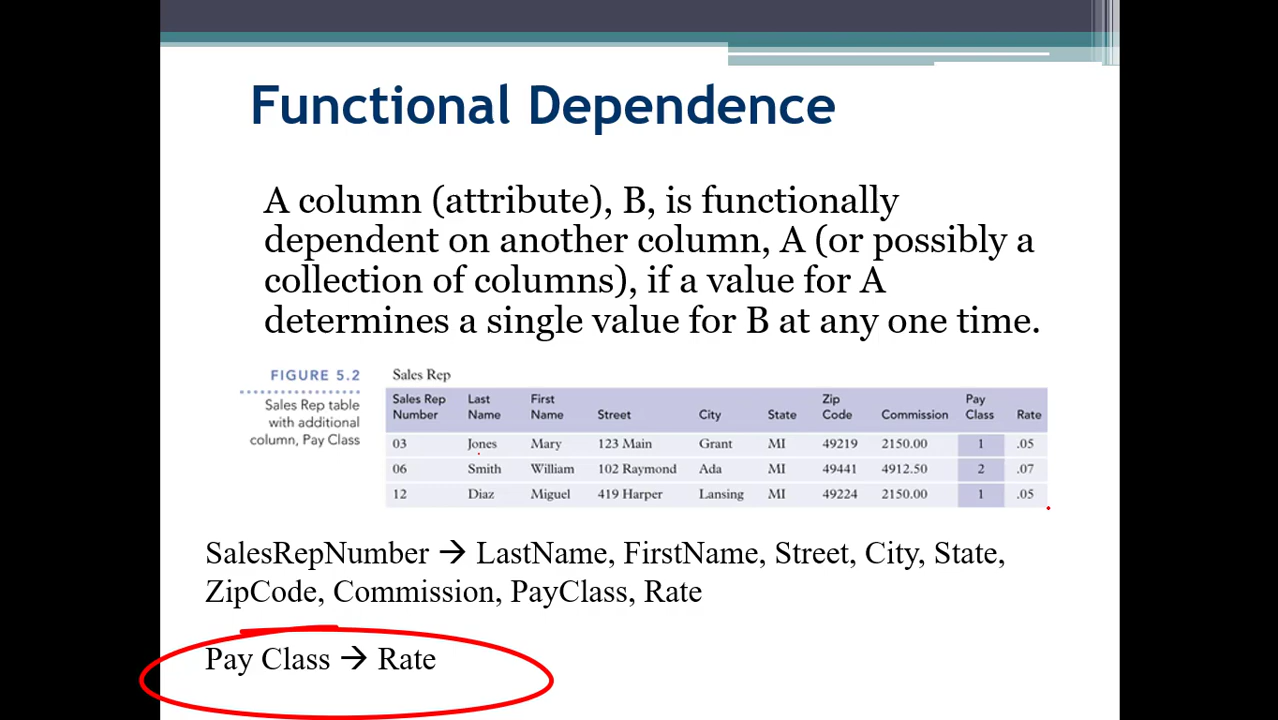 Functional Dependence
A column (attribute), B, is functionally
dependent on another column, A (or possibly a
collection of columns), if a value for A
determines a single value for B at any one time.
FIGURE 5.2
Sales Rep table
with additional
column, Pay Class
Sales Rep
Sales Rep Number Last Name First Name Street City State Zip Code Commission Pay Class Rate
03 Jones Mary 123 Main Grant MI 49219 2150.00 1 .05
06 Smith William 102 Raymond Ada MI 49441 4912.50 2 .07
12 Diaz Miguel 419 Harper Lansing MI 49224 2150.00 1 .05
SalesRepNumber → LastName, FirstName, Street, City, State,
ZipCode, Commission, PayClass, Rate
Pay Class → Rate